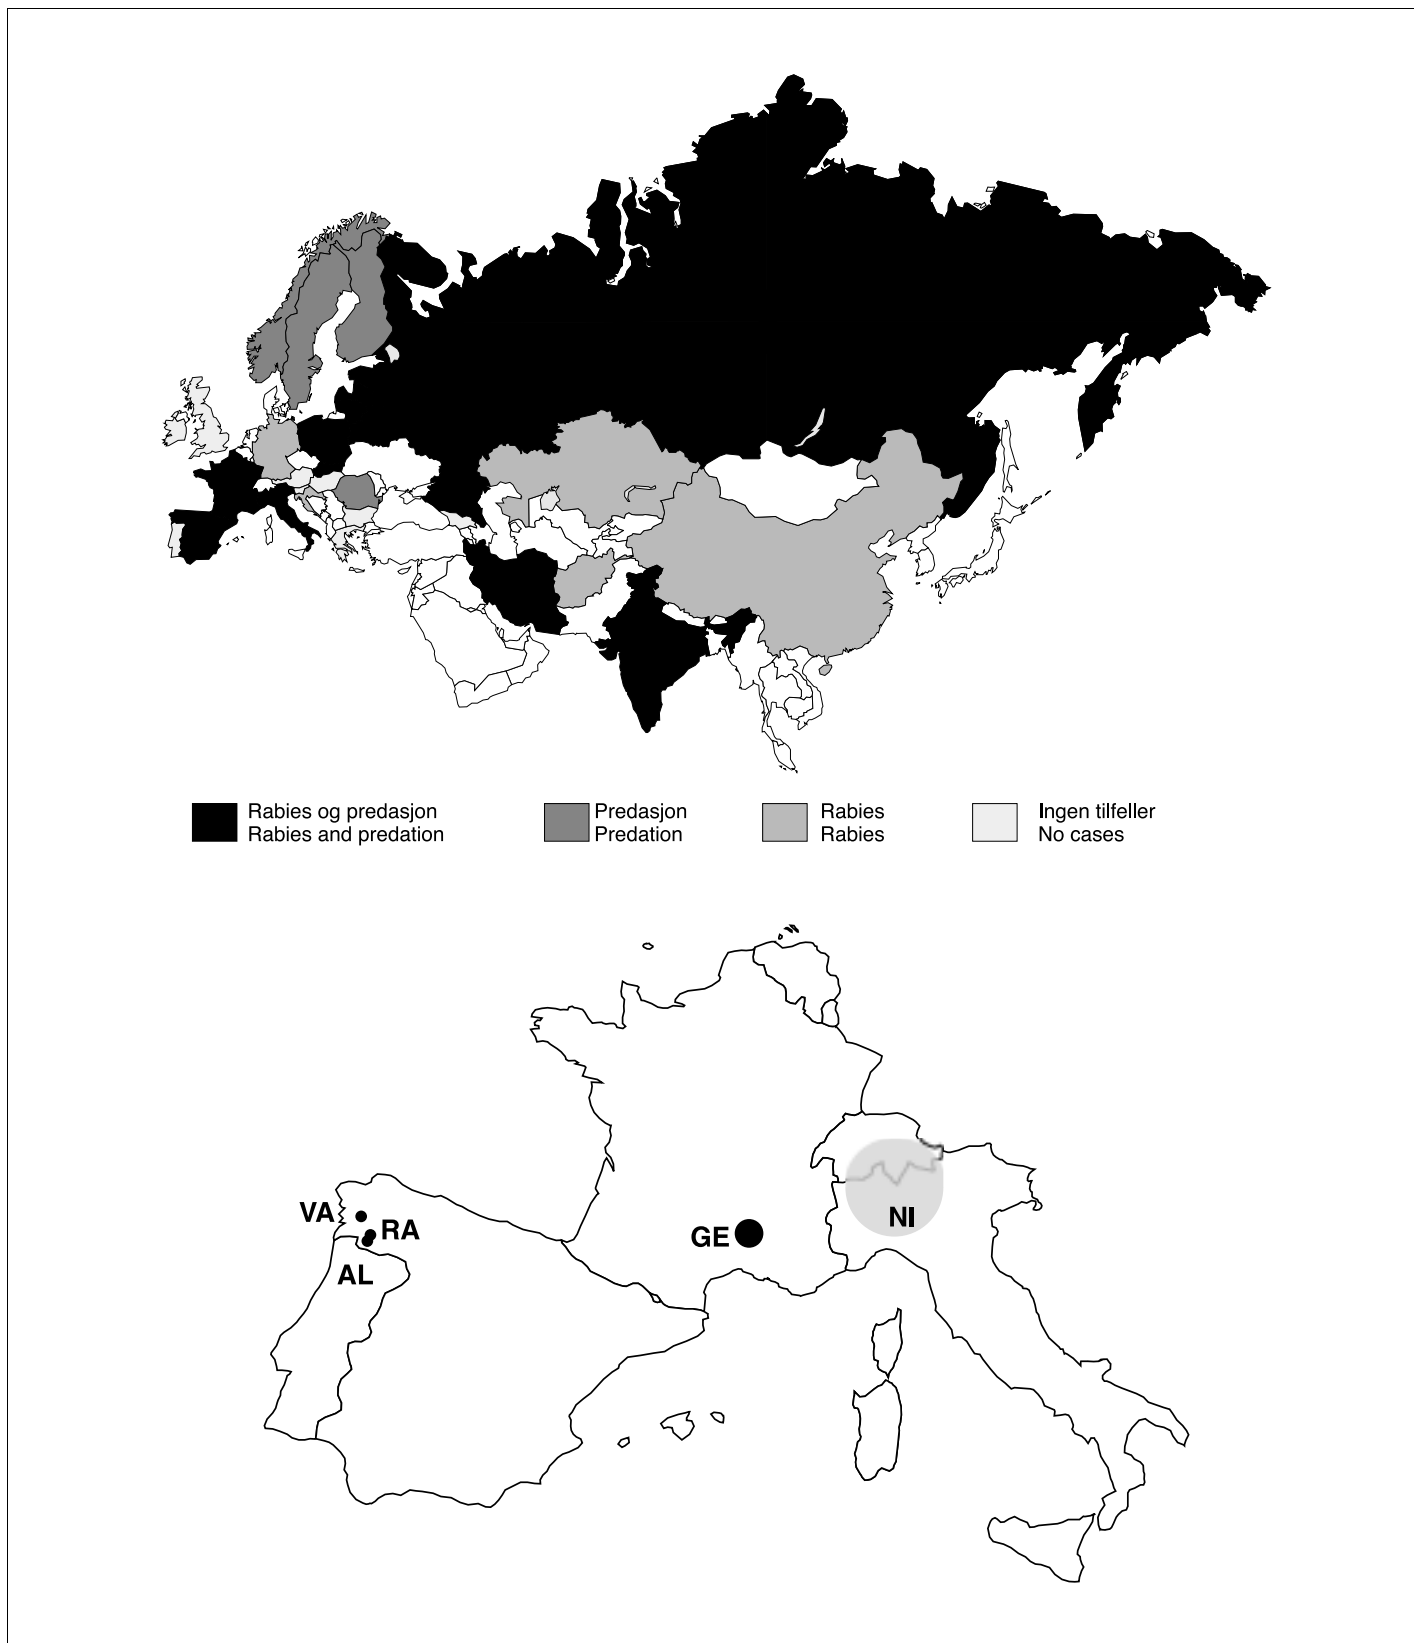 Rabies og predasjon
Rabies and predation
Predasjon
Predation
Rabies
Rabies
Ingen tilfeller
No cases
VA
RA
AL
GE
NI